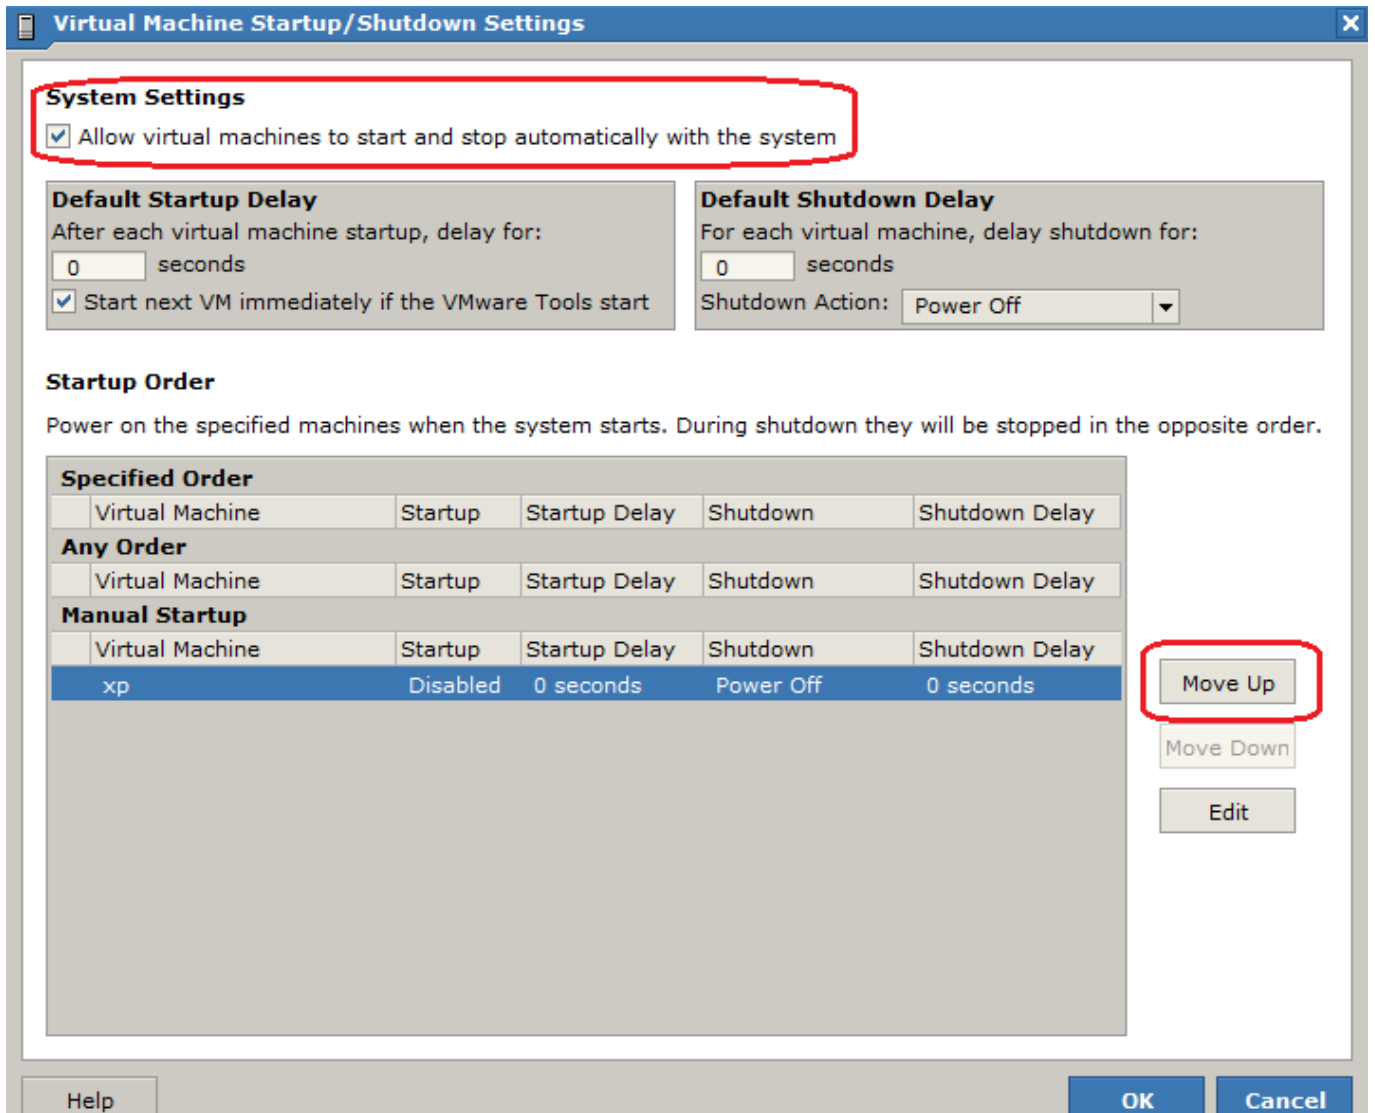 Virtual Machine Startup/Shutdown Settings
System Settings
Allow virtual machines to start and stop automatically with the system
Default Startup Delay
After each virtual machine startup, delay for:
0 seconds
Start next VM immediately if the VMware Tools start
Default Shutdown Delay
For each virtual machine, delay shutdown for:
0 seconds
Shutdown Action: Power Off
Startup Order
Power on the specified machines when the system starts. During shutdown they will be stopped in the opposite order.
Specified Order
Virtual Machine Startup Startup Delay Shutdown Shutdown Delay
Any Order
Virtual Machine Startup Startup Delay Shutdown Shutdown Delay
Manual Startup
Virtual Machine Startup Startup Delay Shutdown Shutdown Delay
xp Disabled 0 seconds Power Off 0 seconds
Move Up
Move Down
Edit
Help OK Cancel